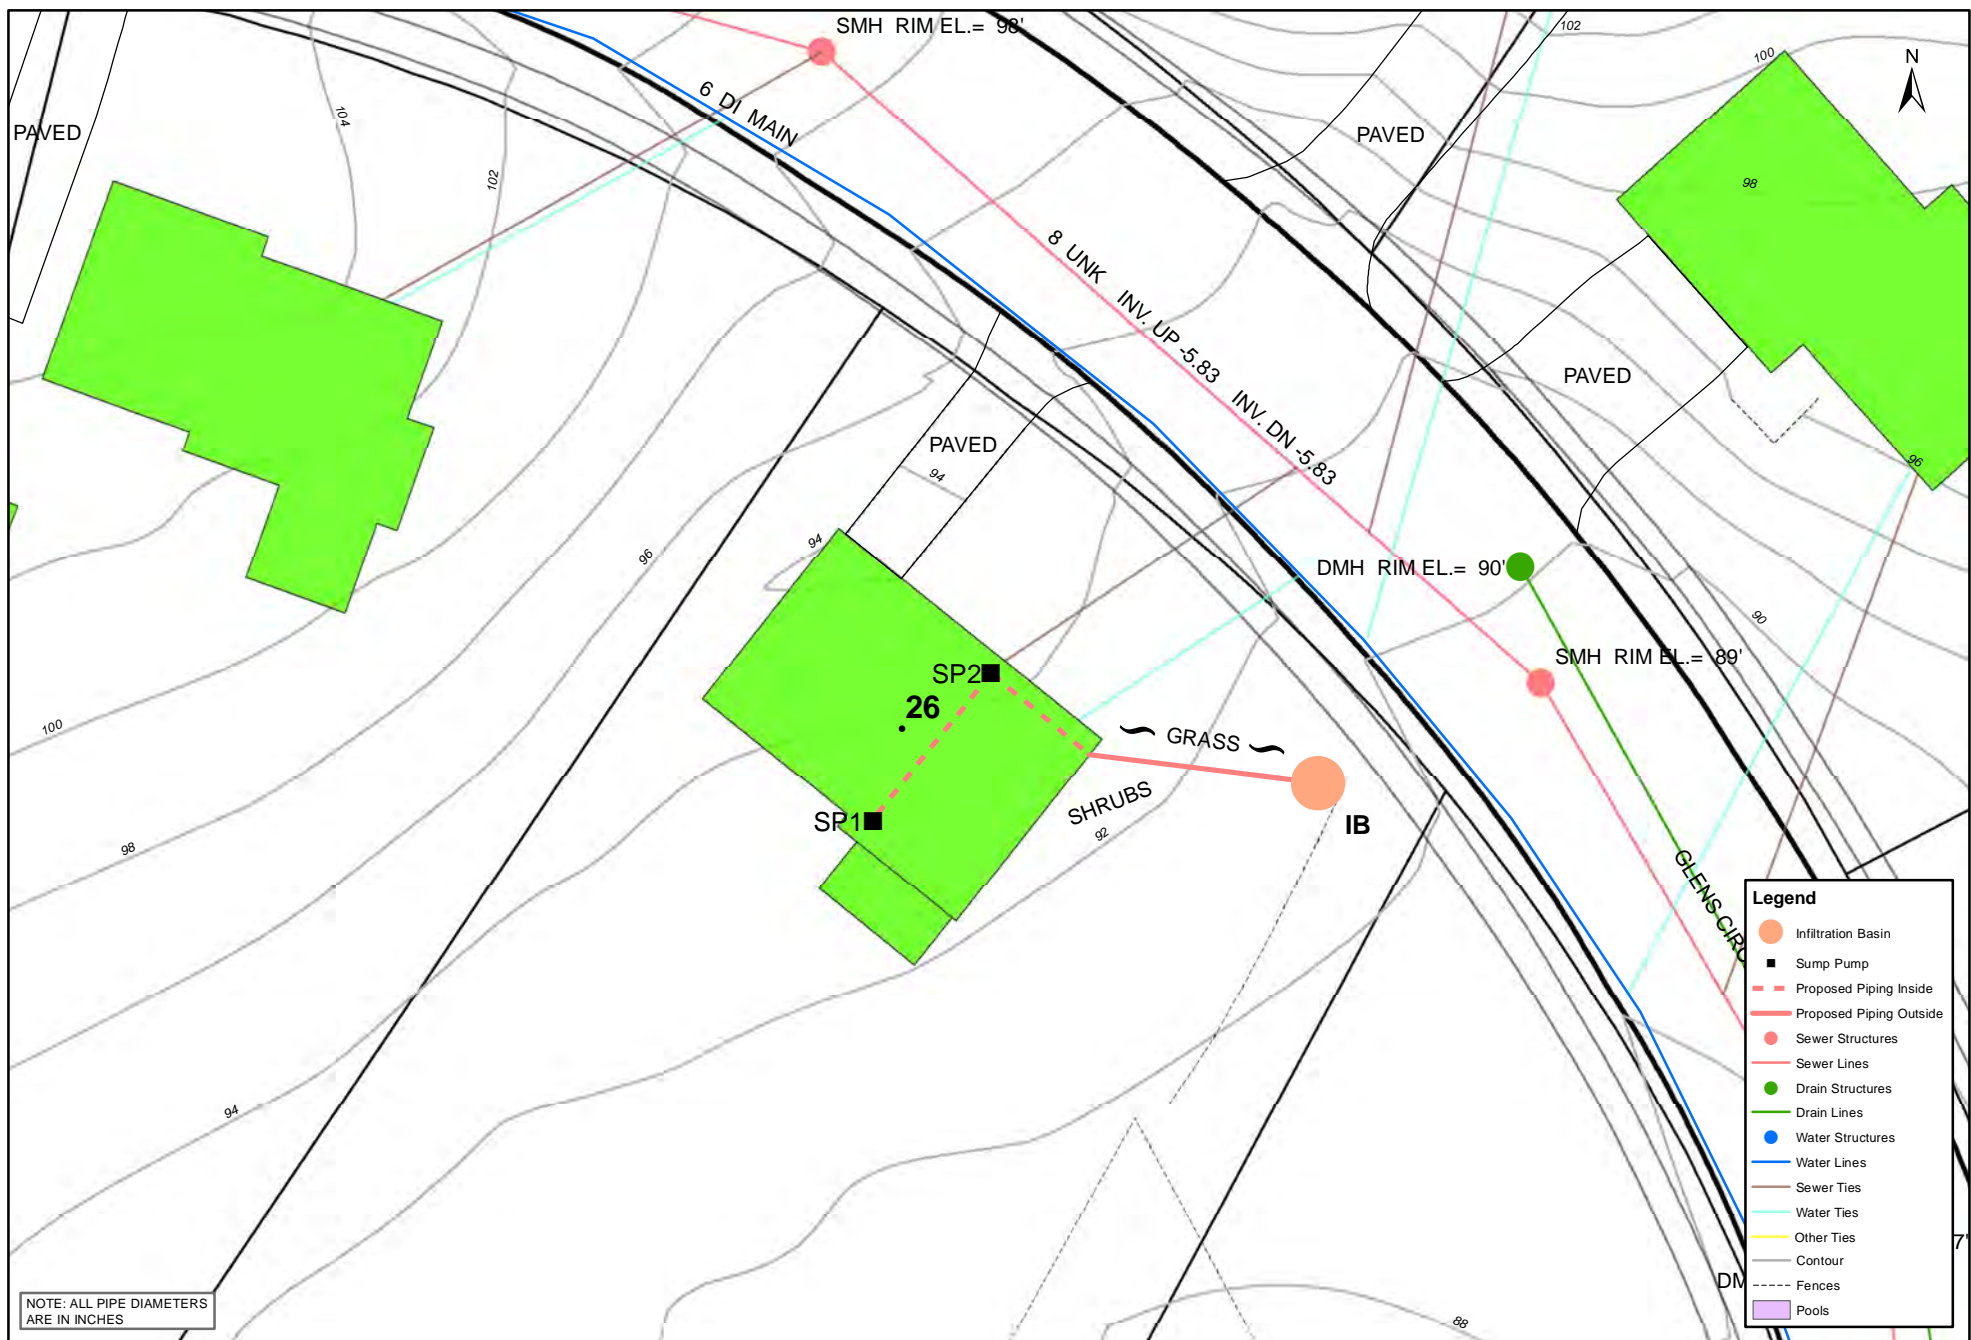 SMH RIM EL.= 98'
102
100
N
104
6 DI MAIN
PAVED
PAVED
102
98
8 UNK INV. UP -5.83 INV. DN -5.83
PAVED
PAVED
94
96
94
96
DMH RIM EL.= 90'
90
SMH RIM EL.= 89'
SP2
26
100
GRASS
SHRUBS
SP1
92
IB
98
GLENS CIRC
94
88
DM
7'
Legend
Infiltration Basin
Sump Pump
Proposed Piping Inside
Proposed Piping Outside
Sewer Structures
Sewer Lines
Drain Structures
Drain Lines
Water Structures
Water Lines
Sewer Ties
Water Ties
Other Ties
Contour
Fences
Pools
NOTE: ALL PIPE DIAMETERS
ARE IN INCHES